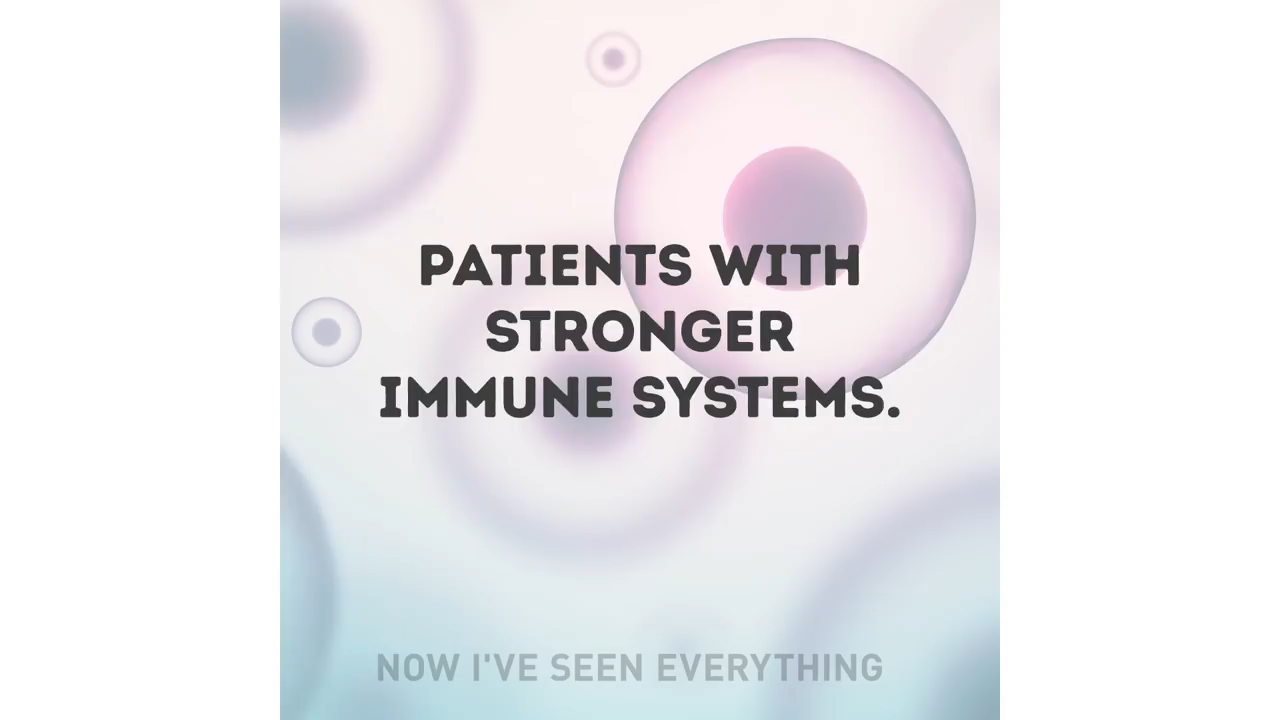 PATIENTS WITH
STRONGER
IMMUNE SYSTEMS.
NOW I'VE SEEN EVERYTHING